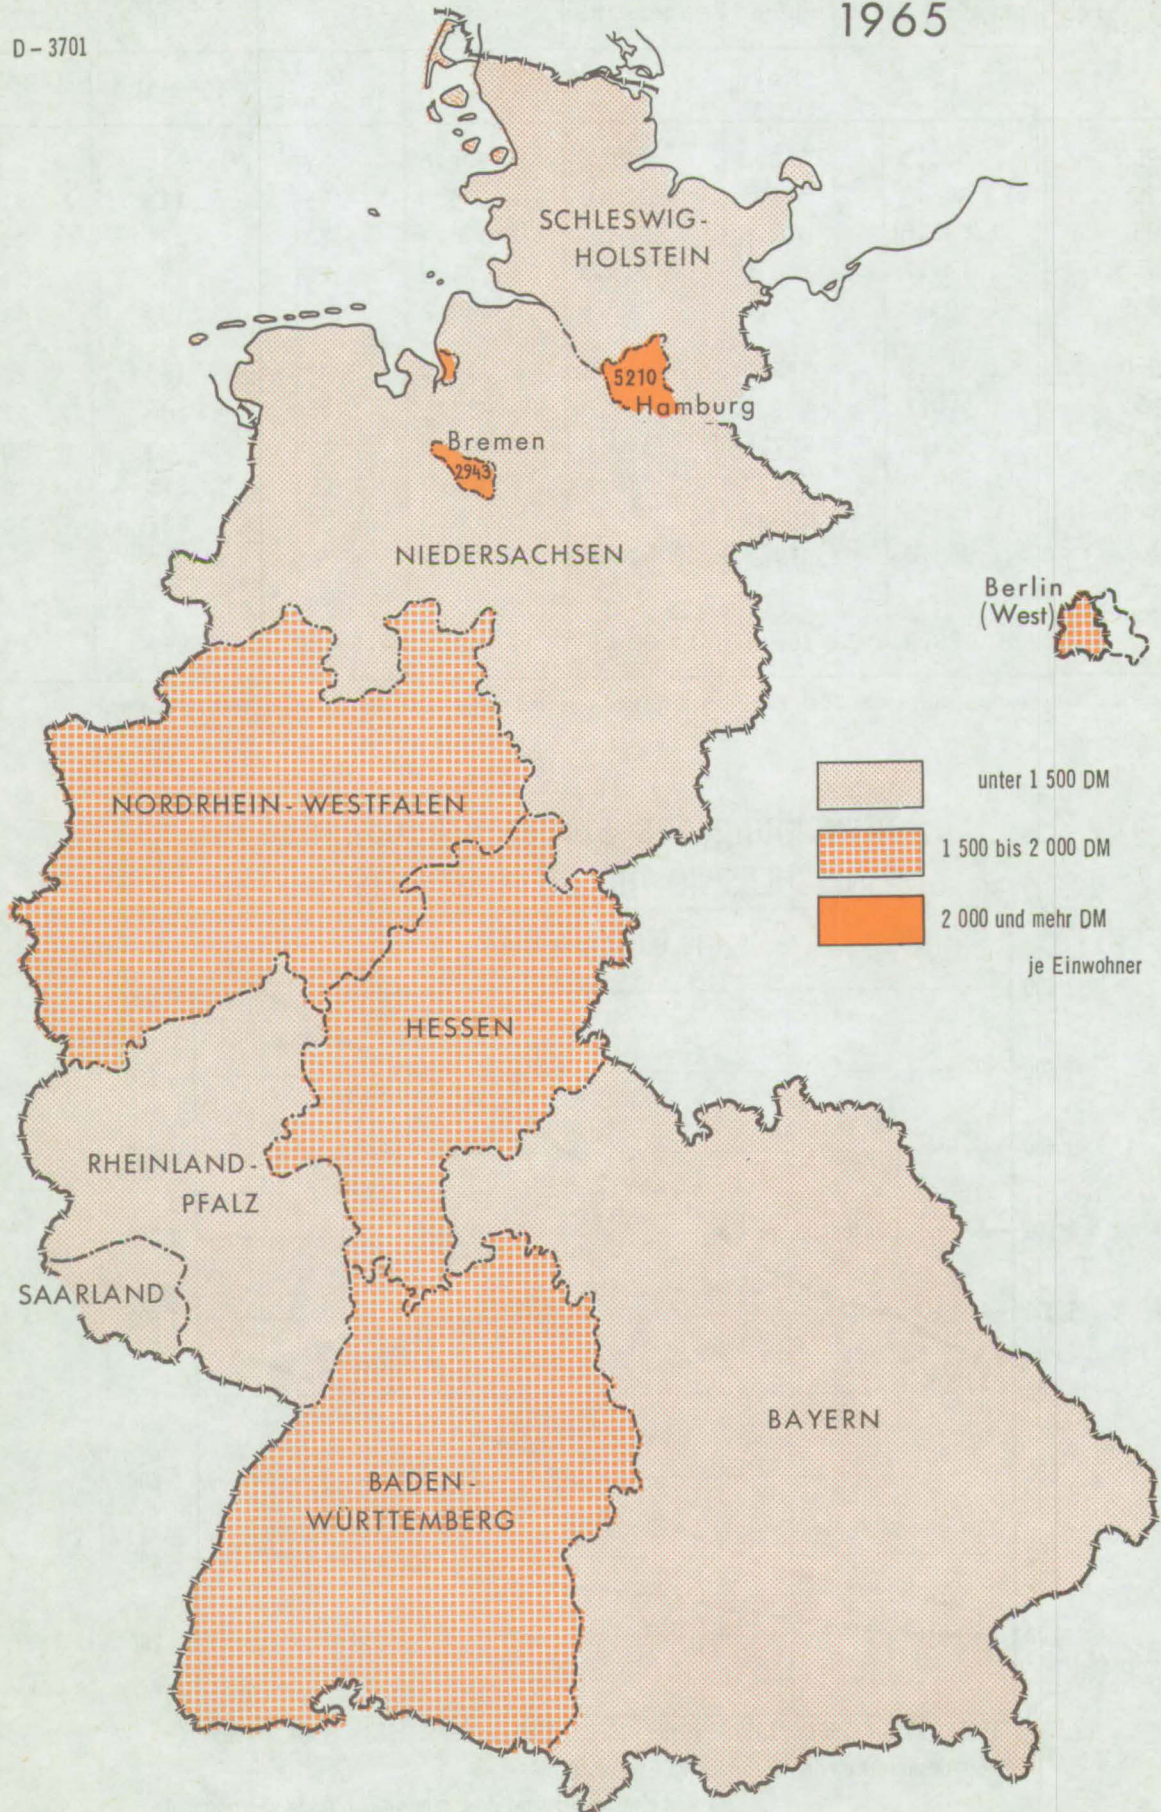 1965
D – 3701
SCHLESWIG-
HOLSTEIN
5210
Hamburg
Bremen
2943
NIEDERSACHSEN
Berlin
(West)
unter 1 500 DM
NORDRHEIN - WESTFALEN
1 500 bis 2 000 DM
2 000 und mehr DM
je Einwohner
HESSEN
RHEINLAND -
PFALZ
SAARLAND
BAYERN
BADEN -
WÜRTTEMBERG